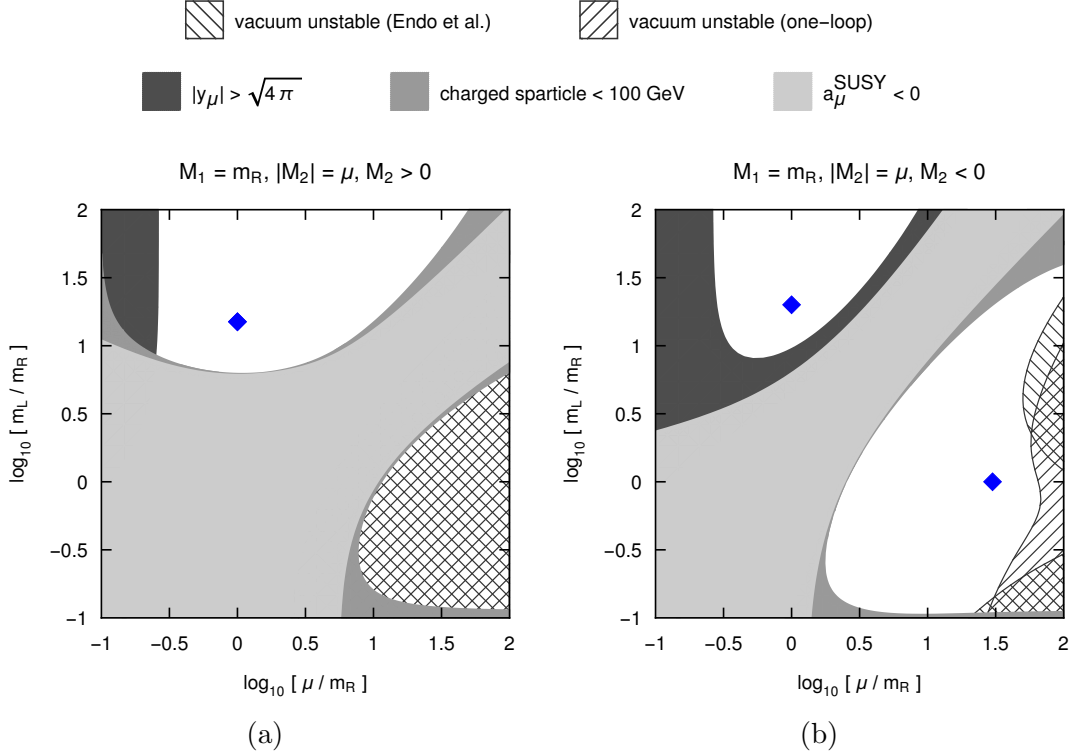 vacuum unstable (Endo et al.) vacuum unstable (one−loop)
|yμ| > √4 π charged sparticle < 100 GeV aμSUSY < 0
M1 = mR, |M2| = μ, M2 > 0 M1 = mR, |M2| = μ, M2 < 0
2 2
1.5 1.5
1 1
0.5 0.5
0 0
−0.5 −0.5
−1 −1
log10 [ mL / mR ] log10 [ mL / mR ]
−1 −0.5 0 0.5 1 1.5 2 −1 −0.5 0 0.5 1 1.5 2
log10 [ μ / mR ] log10 [ μ / mR ]
(a) (b)